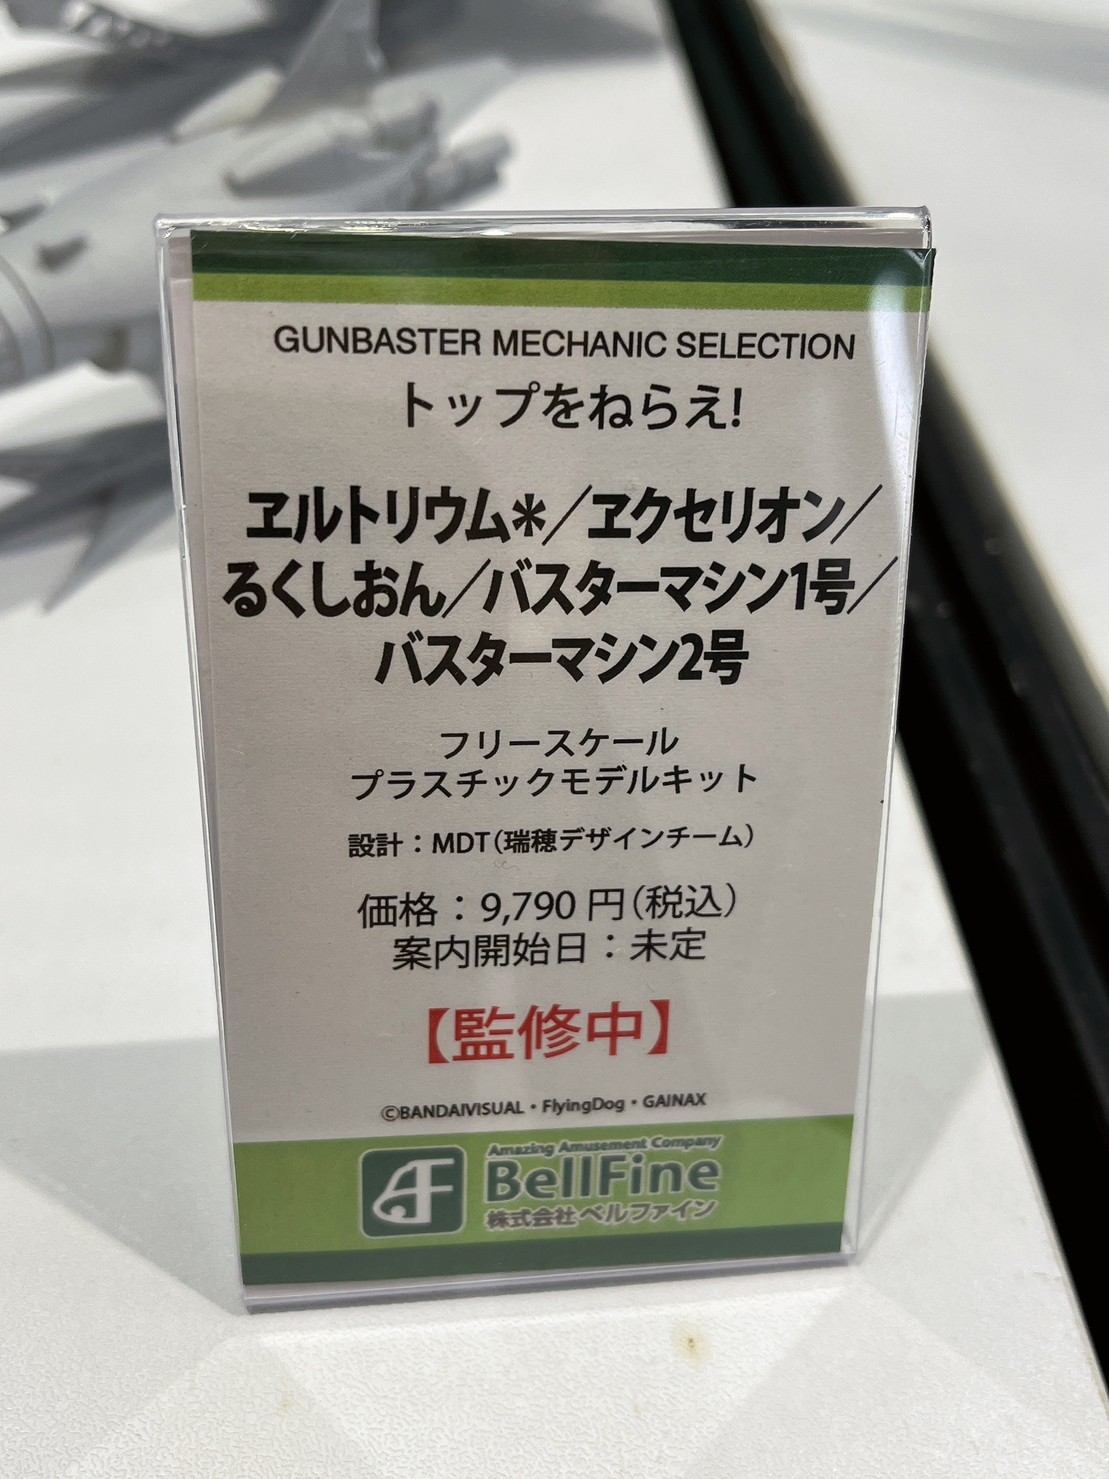 GUNBASTER MECHANIC SELECTION
トップをねらえ!
ヱルトリウム＊／ヱクセリオン／
るくしおん／バスターマシン1号／
バスターマシン2号
フリースケール
プラスチックモデルキット
設計：MDT（瑞穂デザインチーム）
価格：9,790 円（税込）
案内開始日：未定
【監修中】
©BANDAIVISUAL・FlyingDog・GAINAX
Amazing Amusement Company
BellFine
株式会社 ベルファイン